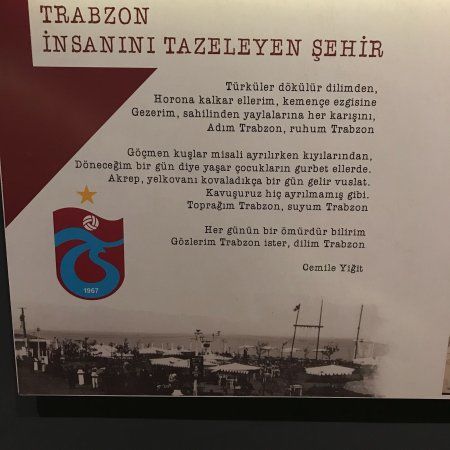 TRABZON
İNSANINI TAZELEYEN ŞEHİR
Türküler dökülür dilimden,
Horona kalkar ellerim, kemençe ezgisine
Gezerim, sahilinden yaylalarına her karışını,
Adım Trabzon, ruhum Trabzon
Göçmen kuşlar misali ayrılırken kıyılarından,
Döneceğim bir gün diye yaşar çocukların gurbet ellerde.
Akrep, yelkovanı kovaladıkça bir gün gelir vuslat.
Kavuşuruz hiç ayrılmamış gibi.
Toprağım Trabzon, suyum Trabzon
Her günün bir ömürdür bilirim
Gözlerim Trabzon ister, dilim Trabzon
Cemile Yiğit
1967